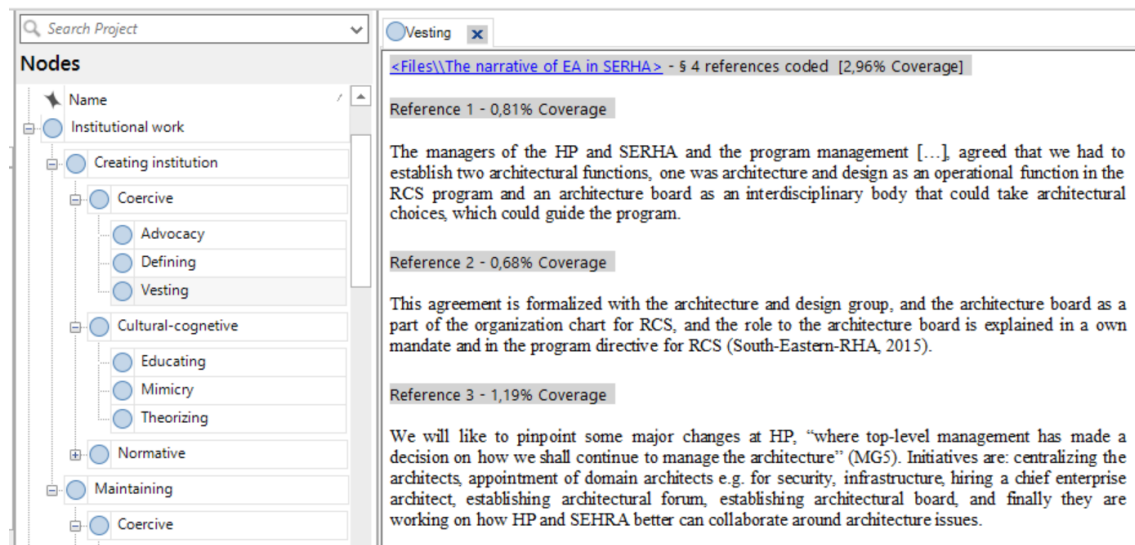 Search Project
Nodes
Name
Institutional work
Creating institution
Coercive
Advocacy
Defining
Vesting
Cultural-cognetive
Educating
Mimicry
Theorizing
Normative
Maintaining
Coercive
Vesting
<Files\\The narrative of EA in SERHA> - § 4 references coded [2,96% Coverage]
Reference 1 - 0,81% Coverage
The managers of the HP and SERHA and the program management […], agreed that we had to
establish two architectural functions, one was architecture and design as an operational function in the
RCS program and an architecture board as an interdisciplinary body that could take architectural
choices, which could guide the program.
Reference 2 - 0,68% Coverage
This agreement is formalized with the architecture and design group, and the architecture board as a
part of the organization chart for RCS, and the role to the architecture board is explained in a own
mandate and in the program directive for RCS (South-Eastern-RHA, 2015).
Reference 3 - 1,19% Coverage
We will like to pinpoint some major changes at HP, “where top-level management has made a
decision on how we shall continue to manage the architecture” (MG5). Initiatives are: centralizing the
architects, appointment of domain architects e.g. for security, infrastructure, hiring a chief enterprise
architect, establishing architectural forum, establishing architectural board, and finally they are
working on how HP and SEHRA better can collaborate around architecture issues.